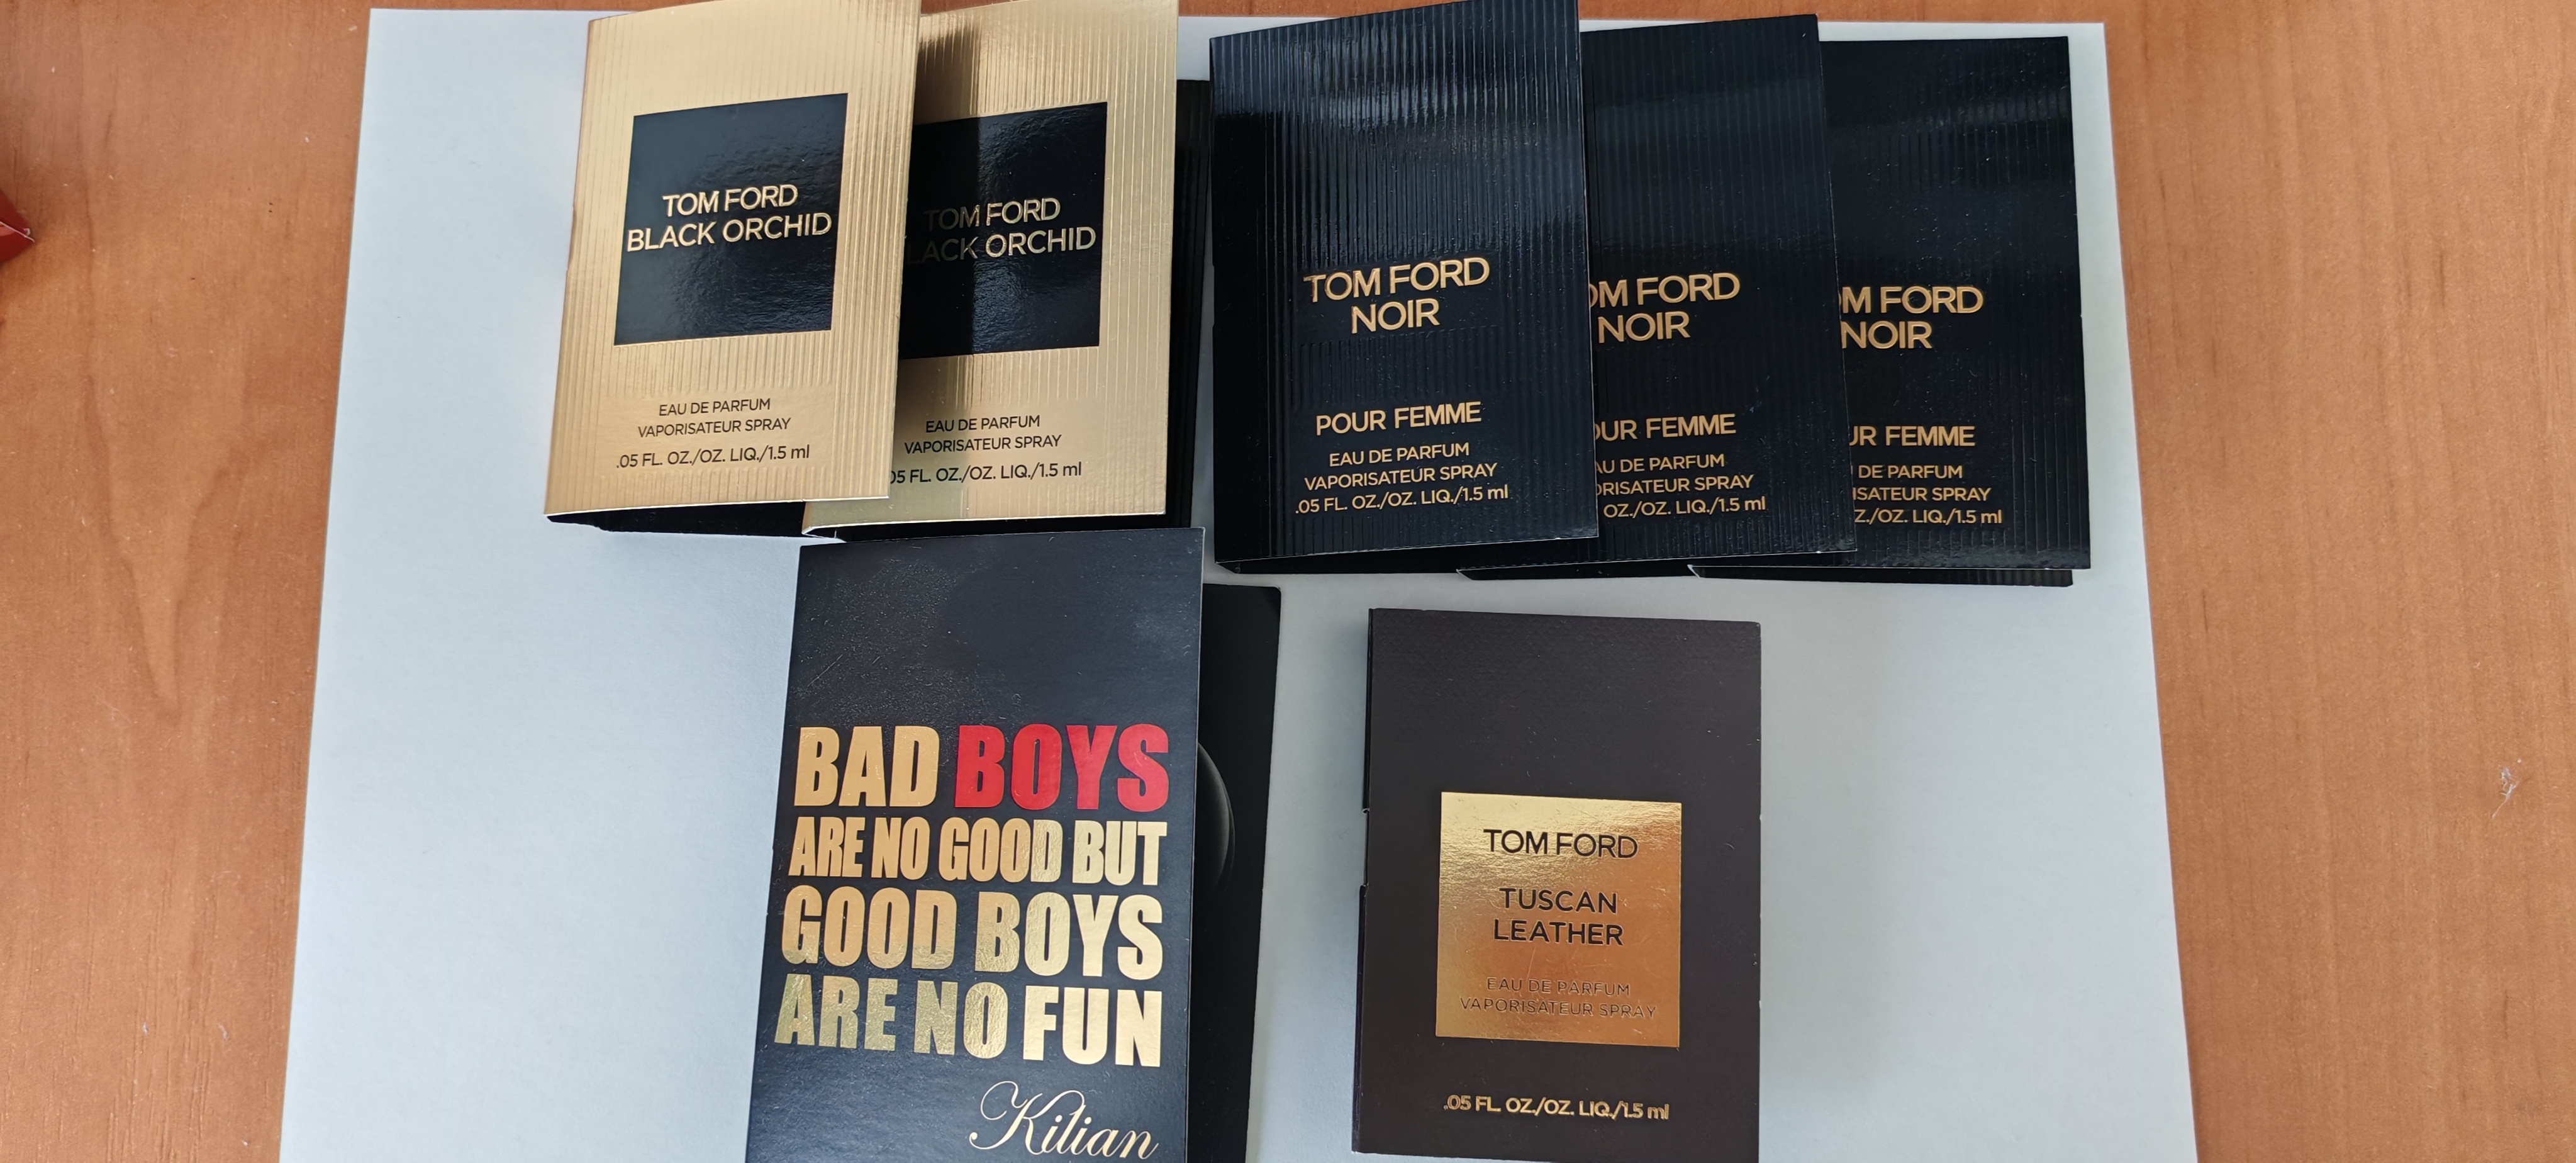 TOM FORD
BLACK ORCHID
EAU DE PARFUM
VAPORISATEUR SPRAY
.05 FL. OZ./OZ. LIQ./1.5 ml
TOM FORD
LACK ORCHID
EAU DE PARFUM
VAPORISATEUR SPRAY
05 FL. OZ./OZ. LIQ./1.5 ml
TOM FORD
NOIR
POUR FEMME
EAU DE PARFUM
VAPORISATEUR SPRAY
.05 FL. OZ./OZ. LIQ./1.5 ml
OM FORD
NOIR
OUR FEMME
AU DE PARFUM
ORISATEUR SPRAY
OZ./OZ. LIQ./1.5 ml
OM FORD
NOIR
UR FEMME
DE PARFUM
ISATEUR SPRAY
Z./OZ. LIQ./1.5 ml
BAD BOYS
ARE NO GOOD BUT
GOOD BOYS
ARE NO FUN
Kilian
TOM FORD
TUSCAN
LEATHER
EAU DE PARFUM
VAPORISATEUR SPRAY
.05 FL. OZ./OZ. LIQ./1.5 ml